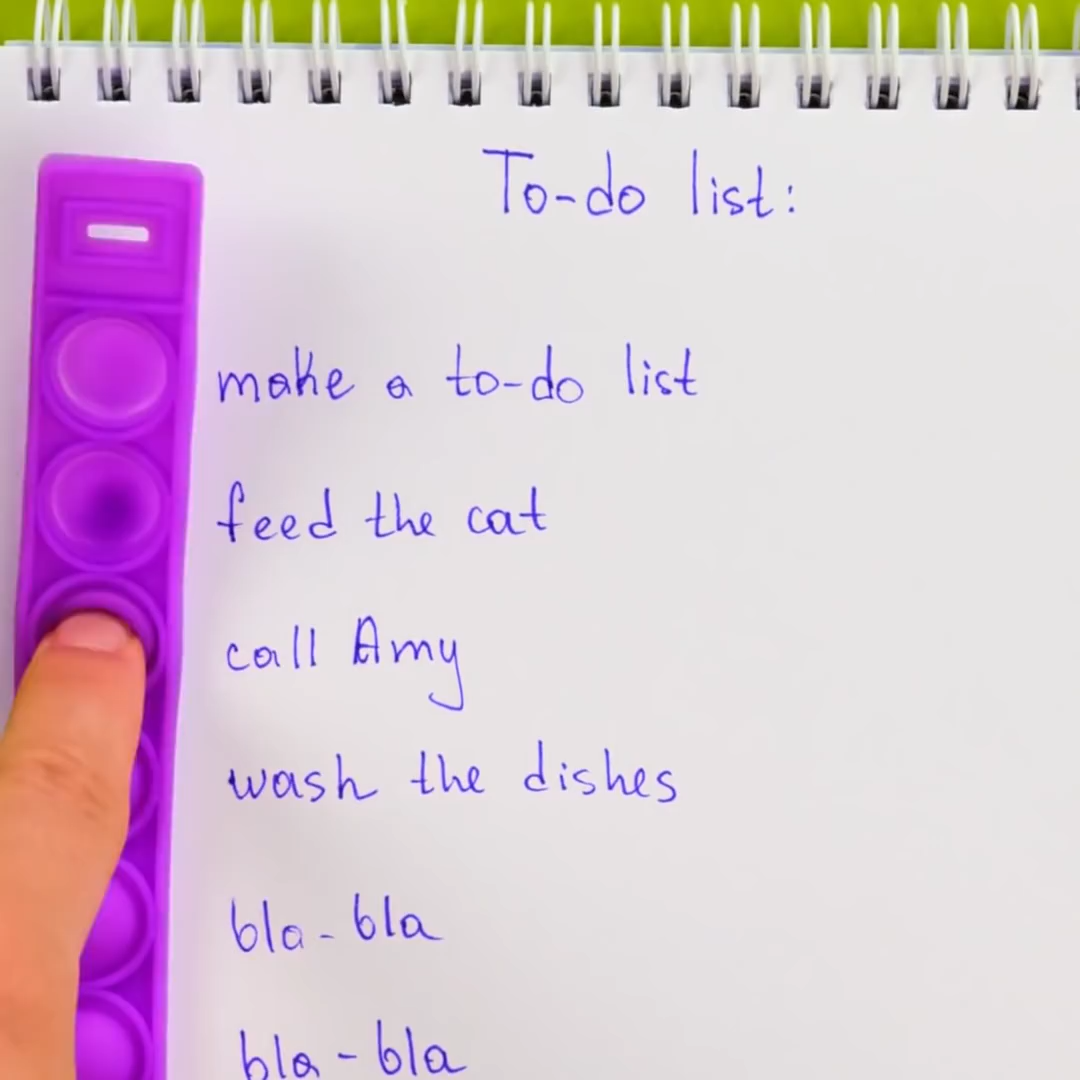 To-do list:
make a to-do list
feed the cat
call Amy
wash the dishes
bla-bla
bla-bla